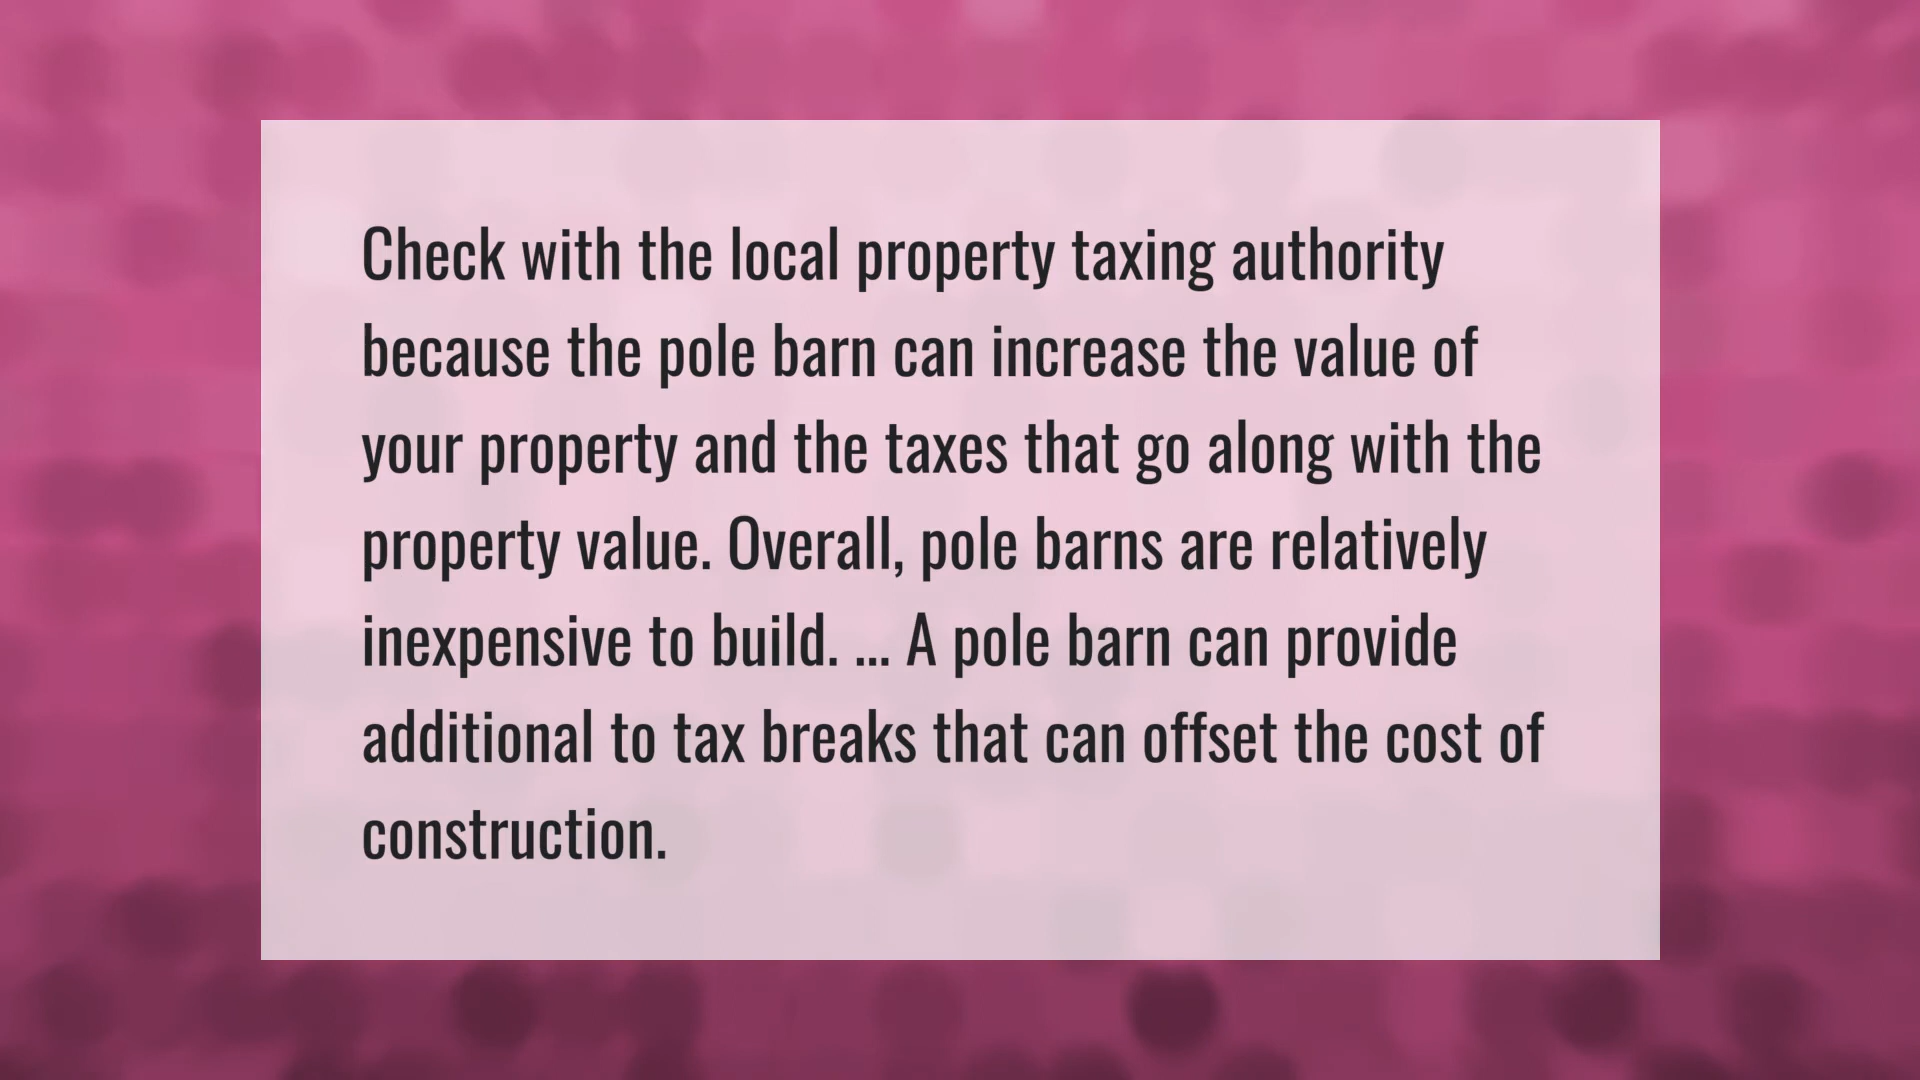 Check with the local property taxing authority
because the pole barn can increase the value of
your property and the taxes that go along with the
property value. Overall, pole barns are relatively
inexpensive to build. ... A pole barn can provide
additional to tax breaks that can offset the cost of
construction.